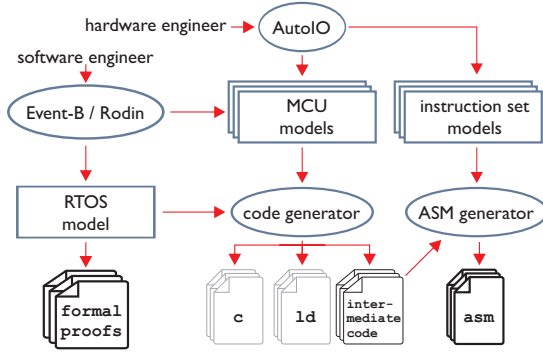 hardware engineer
AutoIO
software engineer
Event-B / Rodin
MCU
models
instruction set
models
RTOS
model
code generator
ASM generator
formal
proofs
c
ld
inter-
mediate
code
asm